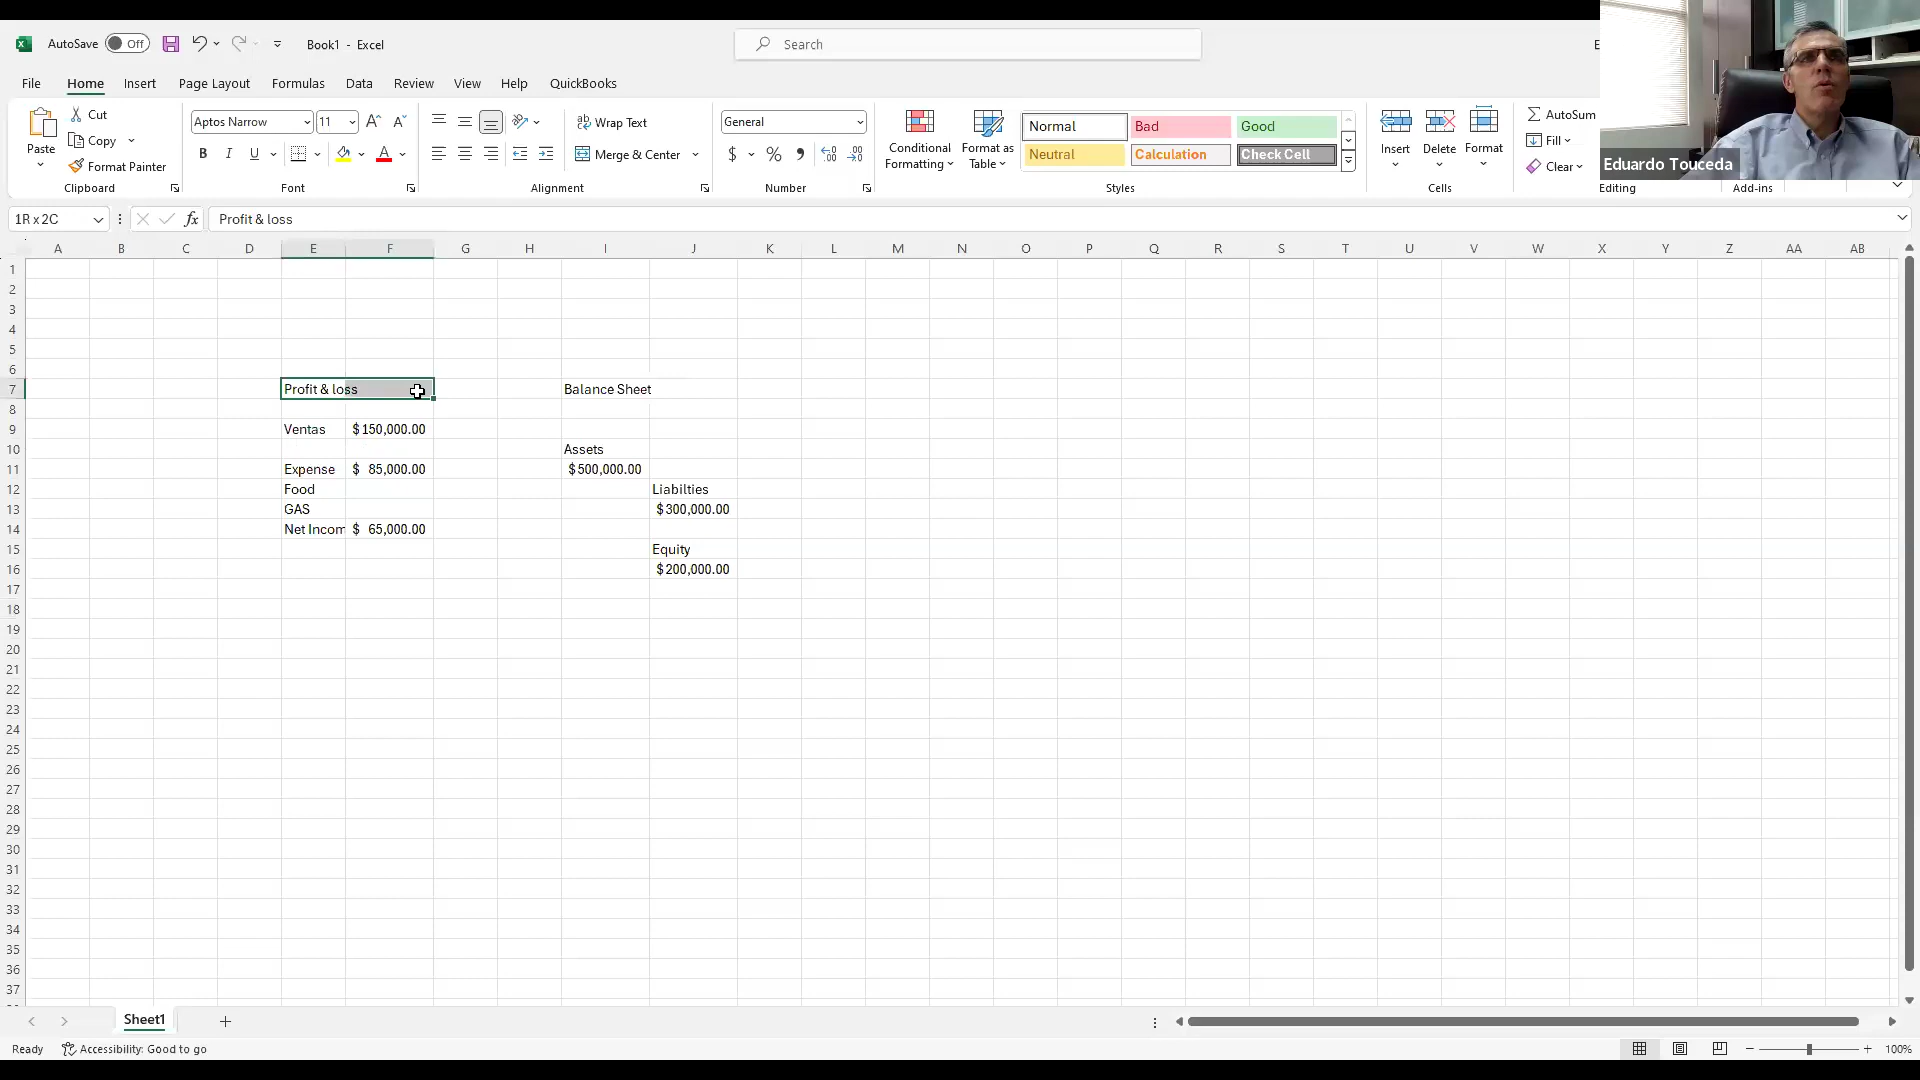 AutoSave Off Book1 - Excel Search E
File Home Insert Page Layout Formulas Data Review View Help QuickBooks
Paste Cut Copy Format Painter Clipboard
Aptos Narrow 11 B I U Font
Wrap Text Merge & Center Alignment
General $ % Number
Conditional Formatting Format as Table
Normal Bad Good
Neutral Calculation Check Cell
Styles
Insert Delete Format Cells
AutoSum Fill Clear Editing Add-ins
Eduardo Touceda
1R x 2C fx Profit & loss
A B C D E F G H I J K L M N O P Q R S T U V W X Y Z AA AB
1
2
3
4
5
6
7 Profit & loss Balance Sheet
8
9 Ventas $ 150,000.00
10 Assets
11 Expense $ 85,000.00 $ 500,000.00
12 Food Liabilties
13 GAS $ 300,000.00
14 Net Incom $ 65,000.00
15 Equity
16 $ 200,000.00
17
18
19
20
21
22
23
24
25
26
27
28
29
30
31
32
33
34
35
36
37
Sheet1
Ready Accessibility: Good to go 100%